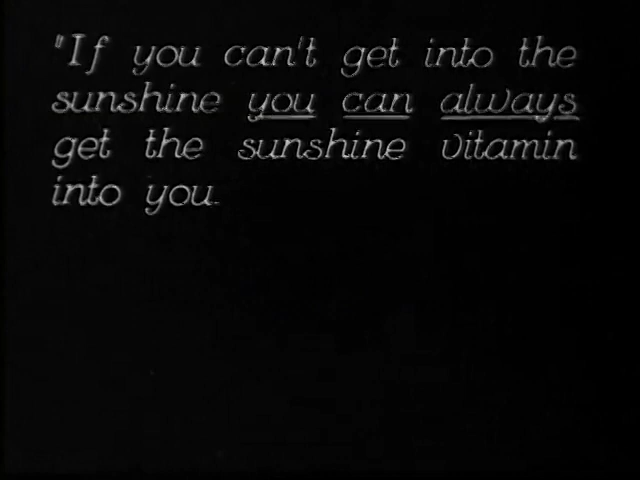 "If you can't get into the
sunshine you can always
get the sunshine vitamin
into you.